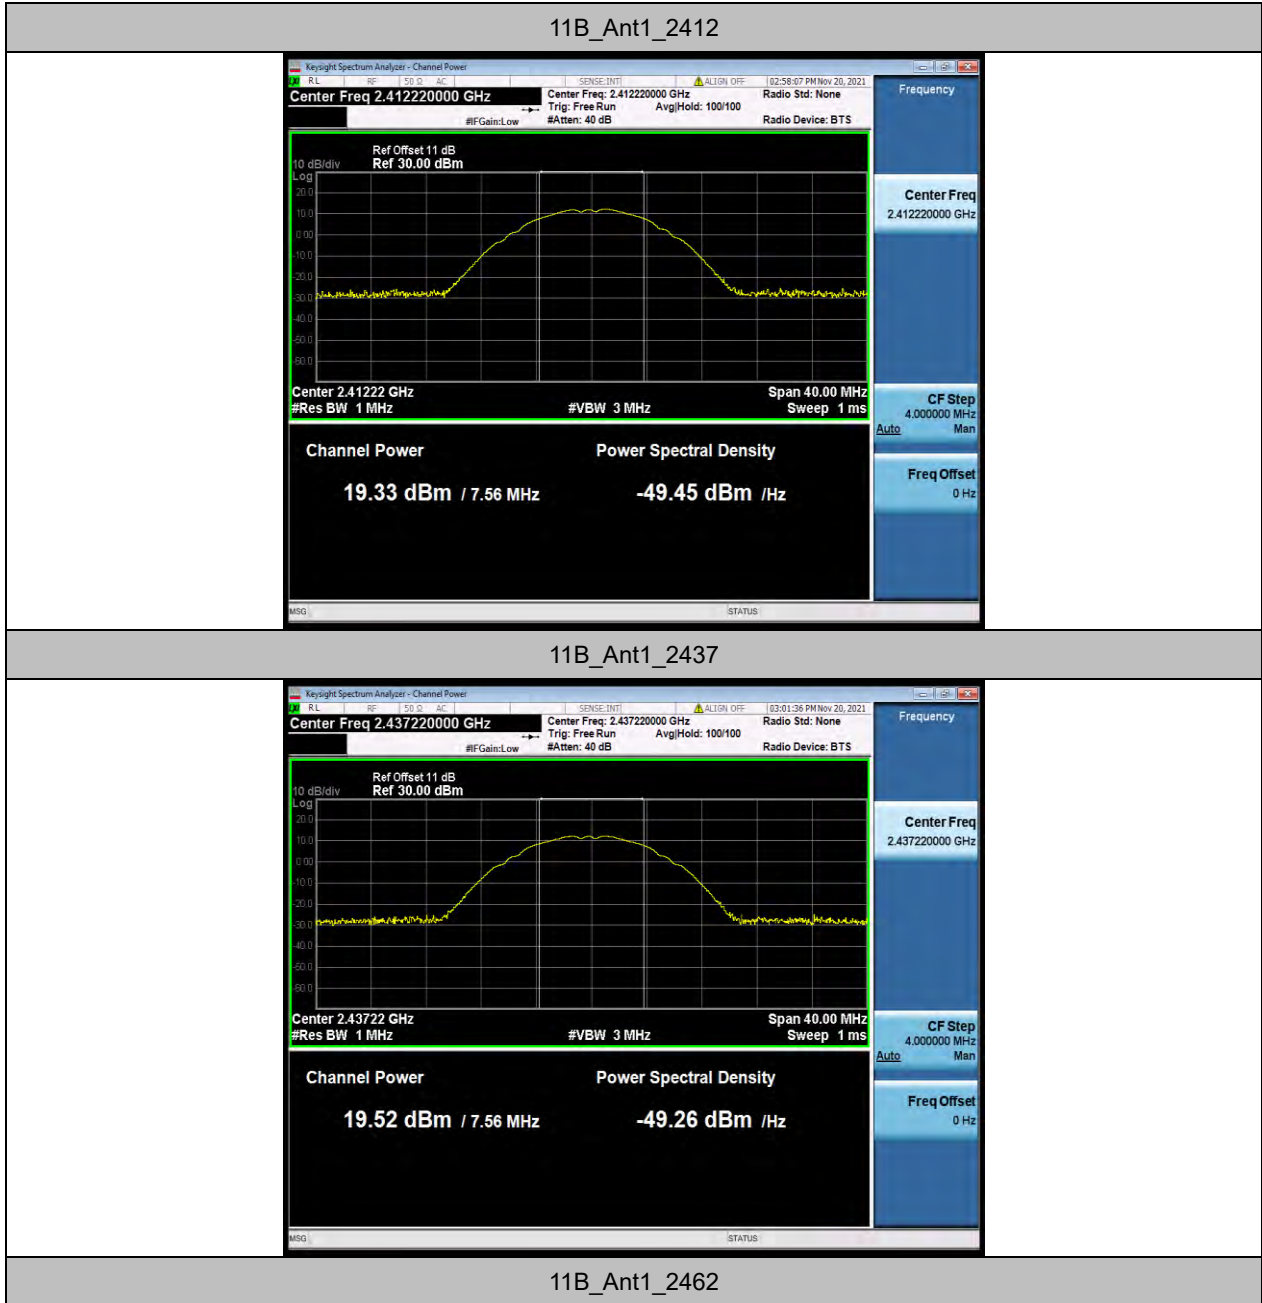 11B_Ant1_2412
Keysight Spectrum Analyzer - Channel Power
RL RF 50 Ω AC SENSE:INT ALIGN OFF 02:58:07 PM Nov 20, 2021
Center Freq 2.412220000 GHz
Center Freq: 2.412220000 GHz Radio Std: None
Trig: Free Run Avg|Hold: 100/100
#IFGain:Low #Atten: 40 dB Radio Device: BTS
Frequency
Ref Offset 11 dB
10 dB/div Ref 30.00 dBm
Log
20.0
10.0
0.00
-10.0
-20.0
-30.0
-40.0
-50.0
-60.0
Center Freq
2.412220000 GHz
Center 2.41222 GHz Span 40.00 MHz
#Res BW 1 MHz #VBW 3 MHz Sweep 1 ms
CF Step
4.000000 MHz
Auto Man
Channel Power Power Spectral Density
19.33 dBm / 7.56 MHz -49.45 dBm /Hz
Freq Offset
0 Hz
MSG STATUS
11B_Ant1_2437
Keysight Spectrum Analyzer - Channel Power
RL RF 50 Ω AC SENSE:INT ALIGN OFF 03:01:36 PM Nov 20, 2021
Center Freq 2.437220000 GHz
Center Freq: 2.437220000 GHz Radio Std: None
Trig: Free Run Avg|Hold: 100/100
#IFGain:Low #Atten: 40 dB Radio Device: BTS
Frequency
Ref Offset 11 dB
10 dB/div Ref 30.00 dBm
Log
20.0
10.0
0.00
-10.0
-20.0
-30.0
-40.0
-50.0
-60.0
Center Freq
2.437220000 GHz
Center 2.43722 GHz Span 40.00 MHz
#Res BW 1 MHz #VBW 3 MHz Sweep 1 ms
CF Step
4.000000 MHz
Auto Man
Channel Power Power Spectral Density
19.52 dBm / 7.56 MHz -49.26 dBm /Hz
Freq Offset
0 Hz
MSG STATUS
11B_Ant1_2462